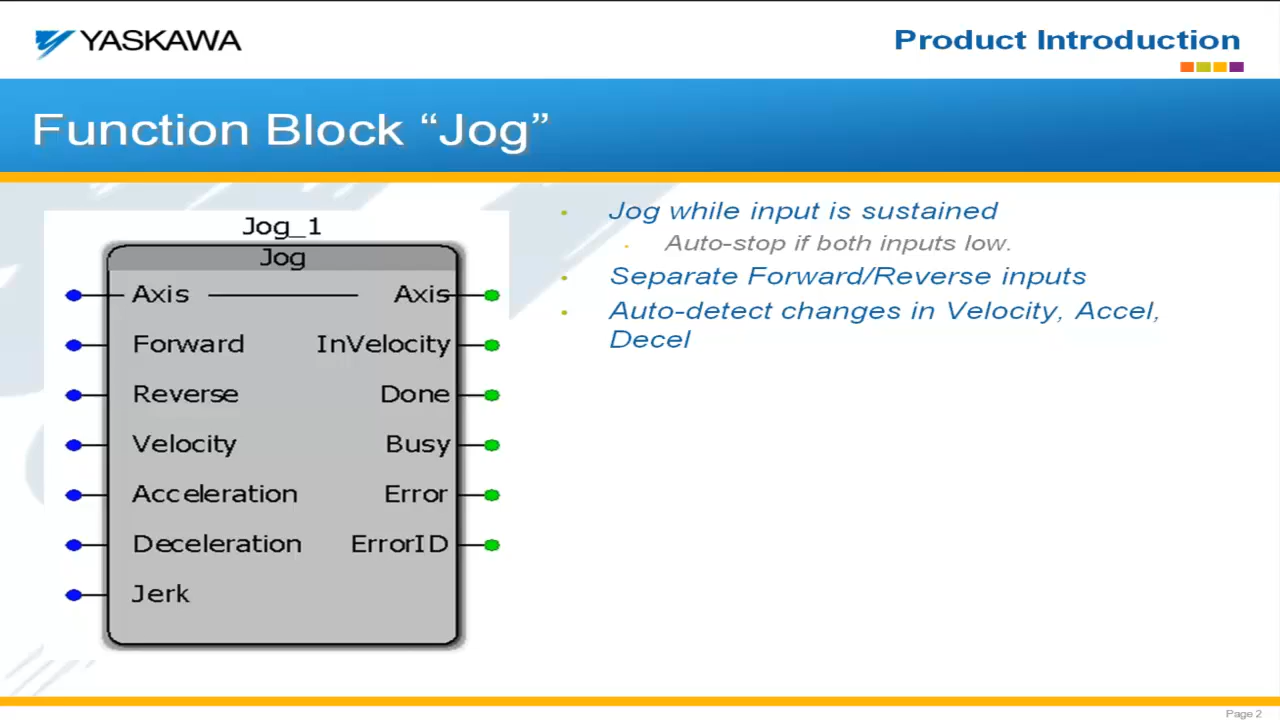 YASKAWA
Product Introduction
Function Block “Jog”
Jog_1
Jog
Axis Axis
Forward InVelocity
Reverse Done
Velocity Busy
Acceleration Error
Deceleration ErrorID
Jerk
• Jog while input is sustained
• Auto-stop if both inputs low.
• Separate Forward/Reverse inputs
• Auto-detect changes in Velocity, Accel,
Decel
Page 2